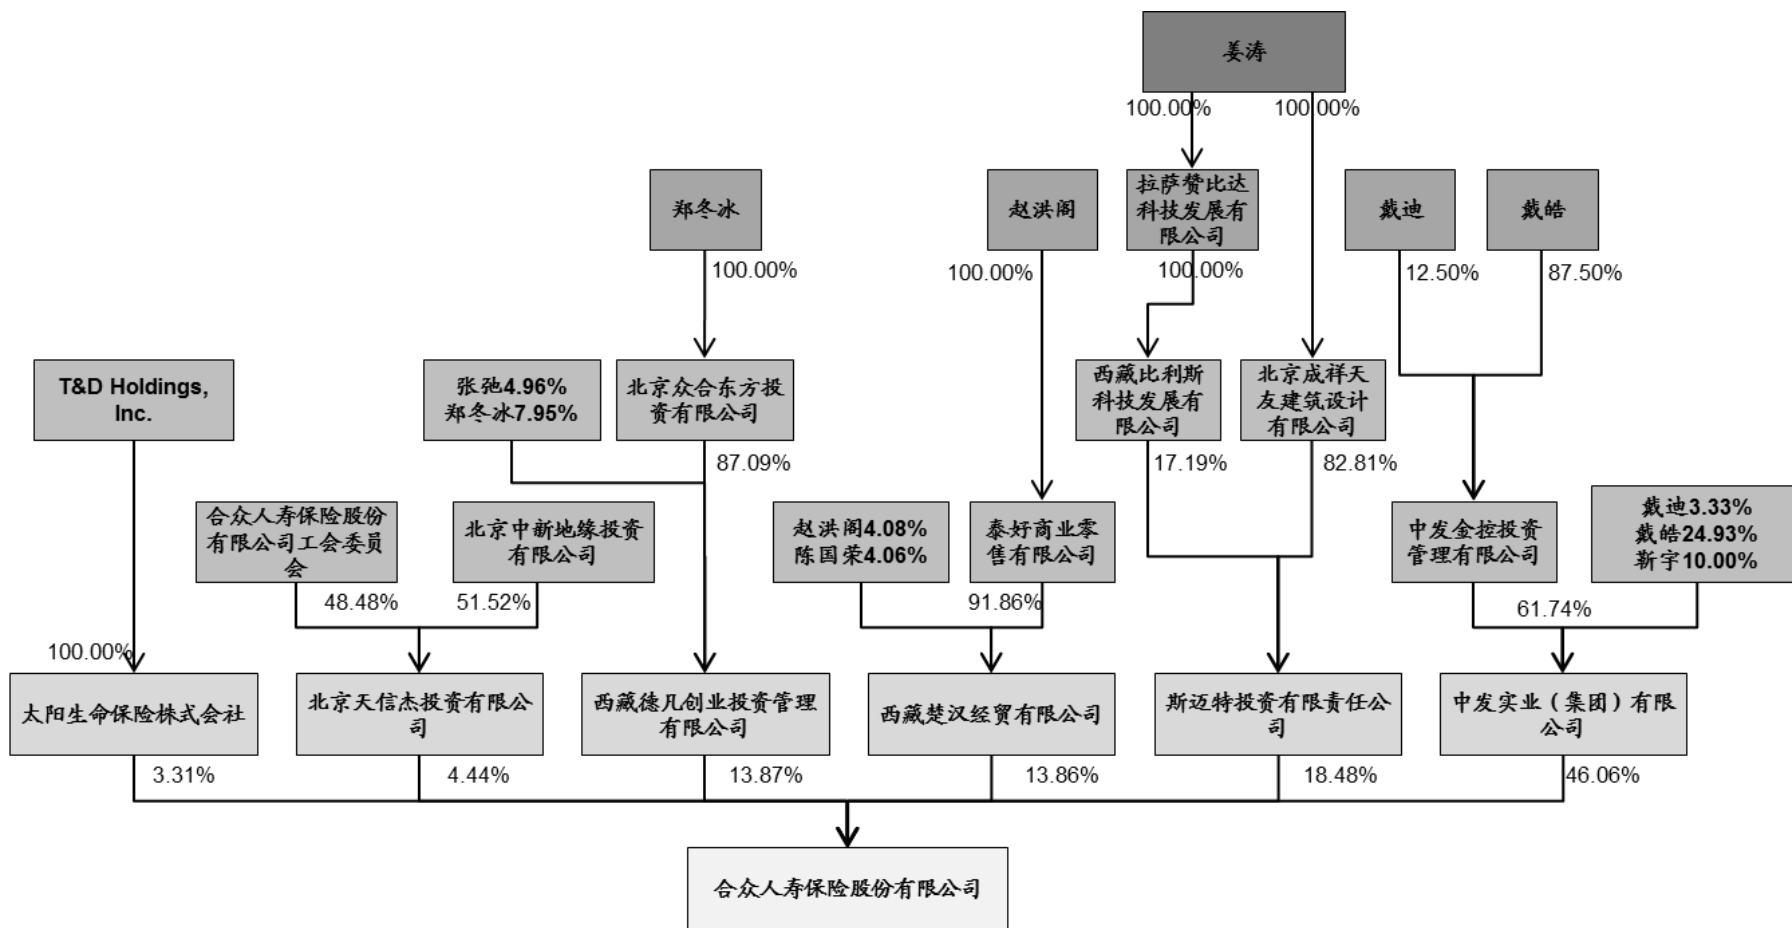 姜涛
100.00%
100.00%
郑冬冰
赵洪阁
拉萨赞比达
科技发展有
限公司
戴迪
戴皓
100.00%
100.00%
100.00%
12.50%
87.50%
T&D Holdings,
Inc.
张弛4.96%
郑冬冰7.95%
北京众合东方投
资有限公司
西藏比利斯
科技发展有
限公司
北京成祥天
友建筑设计
有限公司
87.09%
17.19%
82.81%
合众人寿保险股份
有限公司工会委员
会
北京中新地缘投资
有限公司
赵洪阁4.08%
陈国荣4.06%
泰好商业零
售有限公司
中发金控投资
管理有限公司
戴迪3.33%
戴皓24.93%
靳宇10.00%
48.48%
51.52%
91.86%
61.74%
100.00%
太阳生命保险株式会社
北京天信杰投资有限公
司
西藏德凡创业投资管理
有限公司
西藏楚汉经贸有限公司
斯迈特投资有限责任公
司
中发实业（集团）有限
公司
3.31%
4.44%
13.87%
13.86%
18.48%
46.06%
合众人寿保险股份有限公司